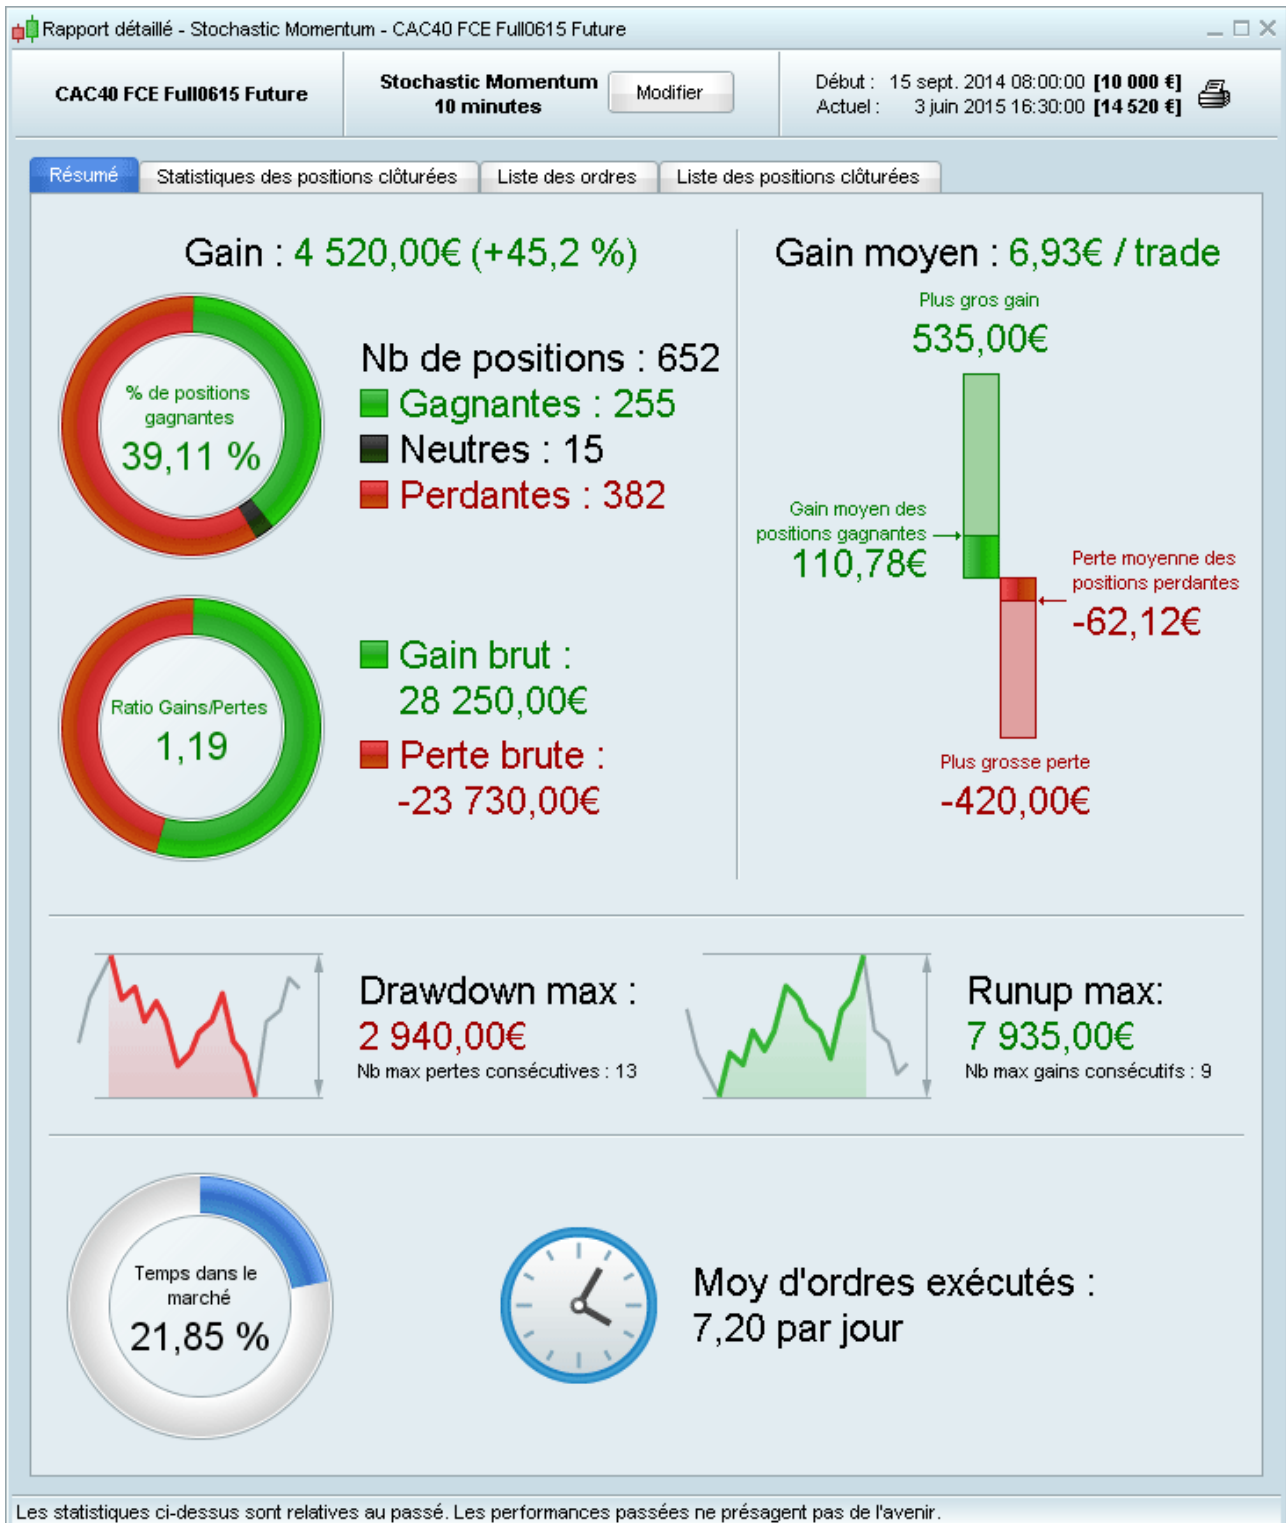 Rapport détaillé - Stochastic Momentum - CAC40 FCE Full0615 Future
CAC40 FCE Full0615 Future
Stochastic Momentum
10 minutes
Modifier
Début : 15 sept. 2014 08:00:00 [10 000 €]
Actuel : 3 juin 2015 16:30:00 [14 520 €]
Résumé
Statistiques des positions clôturées
Liste des ordres
Liste des positions clôturées
Gain : 4 520,00€ (+45,2 %)
% de positions
gagnantes
39,11 %
Nb de positions : 652
Gagnantes : 255
Neutres : 15
Perdantes : 382
Ratio Gains/Pertes
1,19
Gain brut :
28 250,00€
Perte brute :
-23 730,00€
Gain moyen : 6,93€ / trade
Plus gros gain
535,00€
Gain moyen des
positions gagnantes
110,78€
Perte moyenne des
positions perdantes
-62,12€
Plus grosse perte
-420,00€
Drawdown max :
2 940,00€
Nb max pertes consécutives : 13
Runup max:
7 935,00€
Nb max gains consécutifs : 9
Temps dans le
marché
21,85 %
Moy d'ordres exécutés :
7,20 par jour
Les statistiques ci-dessus sont relatives au passé. Les performances passées ne présagent pas de l'avenir.